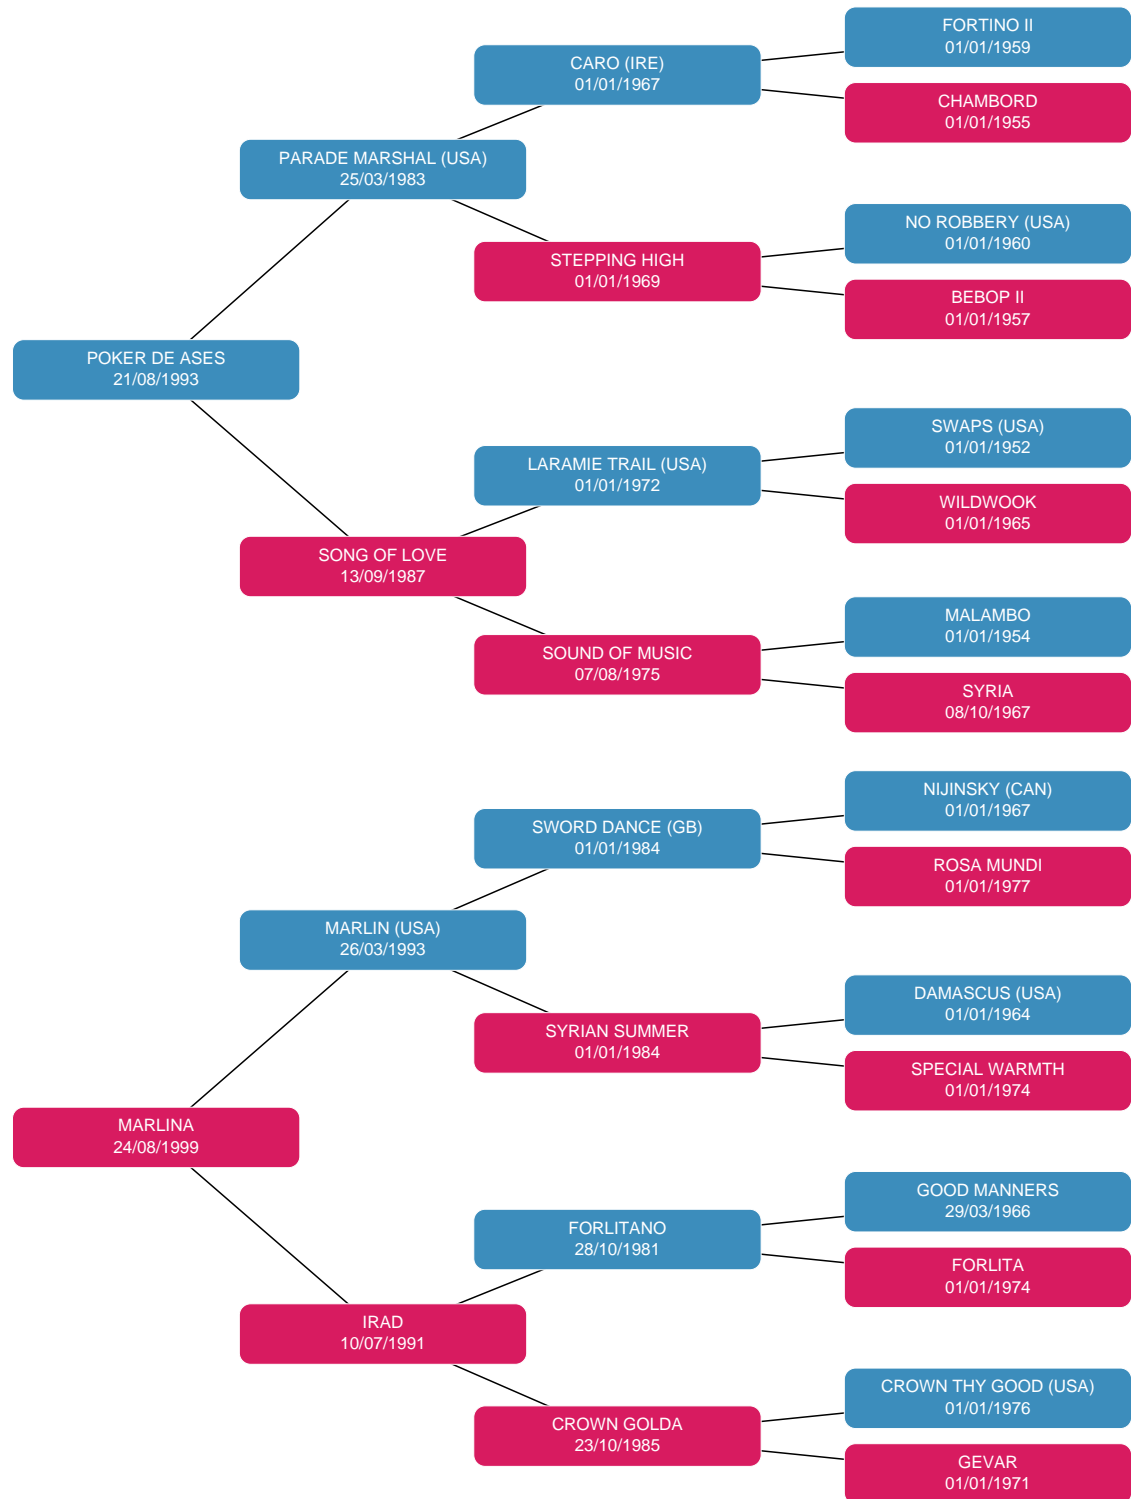 FORTINO II
01/01/1959
CARO (IRE)
01/01/1967
CHAMBORD
01/01/1955
PARADE MARSHAL (USA)
25/03/1983
NO ROBBERY (USA)
01/01/1960
STEPPING HIGH
01/01/1969
BEBOP II
01/01/1957
POKER DE ASES
21/08/1993
SWAPS (USA)
01/01/1952
LARAMIE TRAIL (USA)
01/01/1972
WILDWOOK
01/01/1965
SONG OF LOVE
13/09/1987
MALAMBO
01/01/1954
SOUND OF MUSIC
07/08/1975
SYRIA
08/10/1967
NIJINSKY (CAN)
01/01/1967
SWORD DANCE (GB)
01/01/1984
ROSA MUNDI
01/01/1977
MARLIN (USA)
26/03/1993
DAMASCUS (USA)
01/01/1964
SYRIAN SUMMER
01/01/1984
SPECIAL WARMTH
01/01/1974
MARLINA
24/08/1999
GOOD MANNERS
29/03/1966
FORLITANO
28/10/1981
FORLITA
01/01/1974
IRAD
10/07/1991
CROWN THY GOOD (USA)
01/01/1976
CROWN GOLDA
23/10/1985
GEVAR
01/01/1971